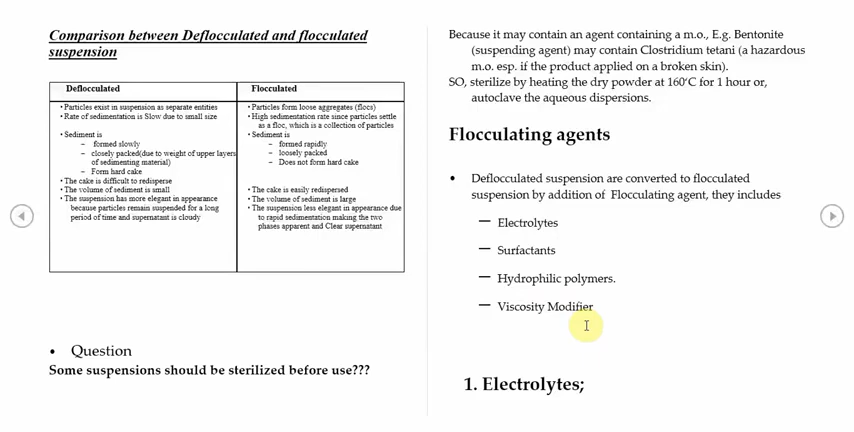 Comparison between Deflocculated and flocculated
suspension
Deflocculated
• Particles exist in suspension as separate entities
• Rate of sedimentation is Slow due to small size
• Sediment is
– formed slowly
– closely packed(due to weight of upper layers
of sedimenting material)
– Form hard cake
• The cake is difficult to redisperse
• The volume of sediment is small
• The suspension has more elegant in appearance
because particles remain suspended for a long
period of time and supernatant is cloudy
Flocculated
• Particles form loose aggregates (flocs)
• High sedimentation rate since particles settle
as a floc, which is a collection of particles
• Sediment is
– formed rapidly
– loosely packed
– Does not form hard cake
• The cake is easily redispersed
• The volume of sediment is large
• The suspension less elegant in appearance due
to rapid sedimentation making the two
phases apparent and Clear supernatant
• Question
Some suspensions should be sterilized before use???
Because it may contain an agent containing a m.o., E.g. Bentonite
(suspending agent) may contain Clostridium tetani (a hazardous
m.o. esp. if the product applied on a broken skin).
SO, sterilize by heating the dry powder at 160°C for 1 hour or,
autoclave the aqueous dispersions.
Flocculating agents
• Deflocculated suspension are converted to flocculated
suspension by addition of Flocculating agent, they includes
— Electrolytes
— Surfactants
— Hydrophilic polymers.
— Viscosity Modifier
1. Electrolytes;